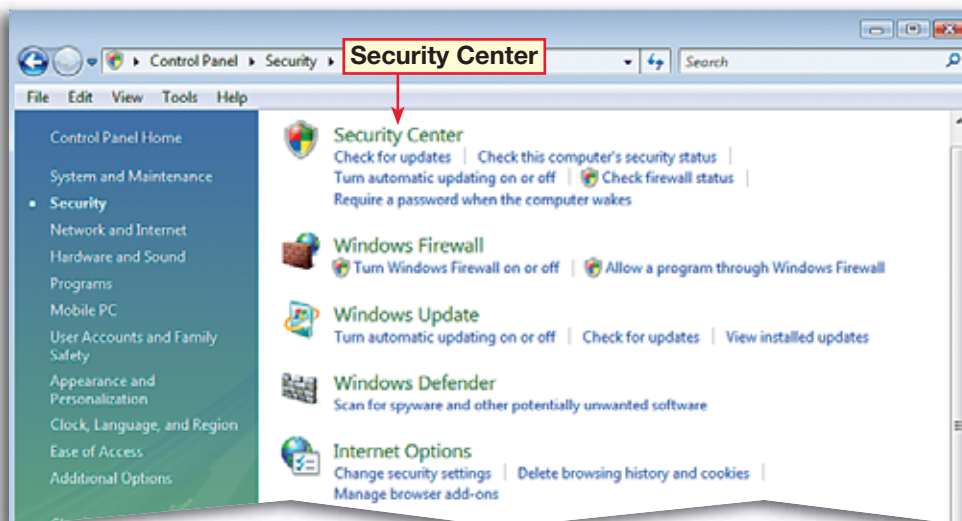 Control Panel ▸ Security ▸
Security Center
Search
File Edit View Tools Help
Control Panel Home
System and Maintenance
• Security
Network and Internet
Hardware and Sound
Programs
Mobile PC
User Accounts and Family
Safety
Appearance and
Personalization
Clock, Language, and Region
Ease of Access
Additional Options
Security Center
Check for updates | Check this computer's security status |
Turn automatic updating on or off | Check firewall status |
Require a password when the computer wakes
Windows Firewall
Turn Windows Firewall on or off | Allow a program through Windows Firewall
Windows Update
Turn automatic updating on or off | Check for updates | View installed updates
Windows Defender
Scan for spyware and other potentially unwanted software
Internet Options
Change security settings | Delete browsing history and cookies |
Manage browser add-ons